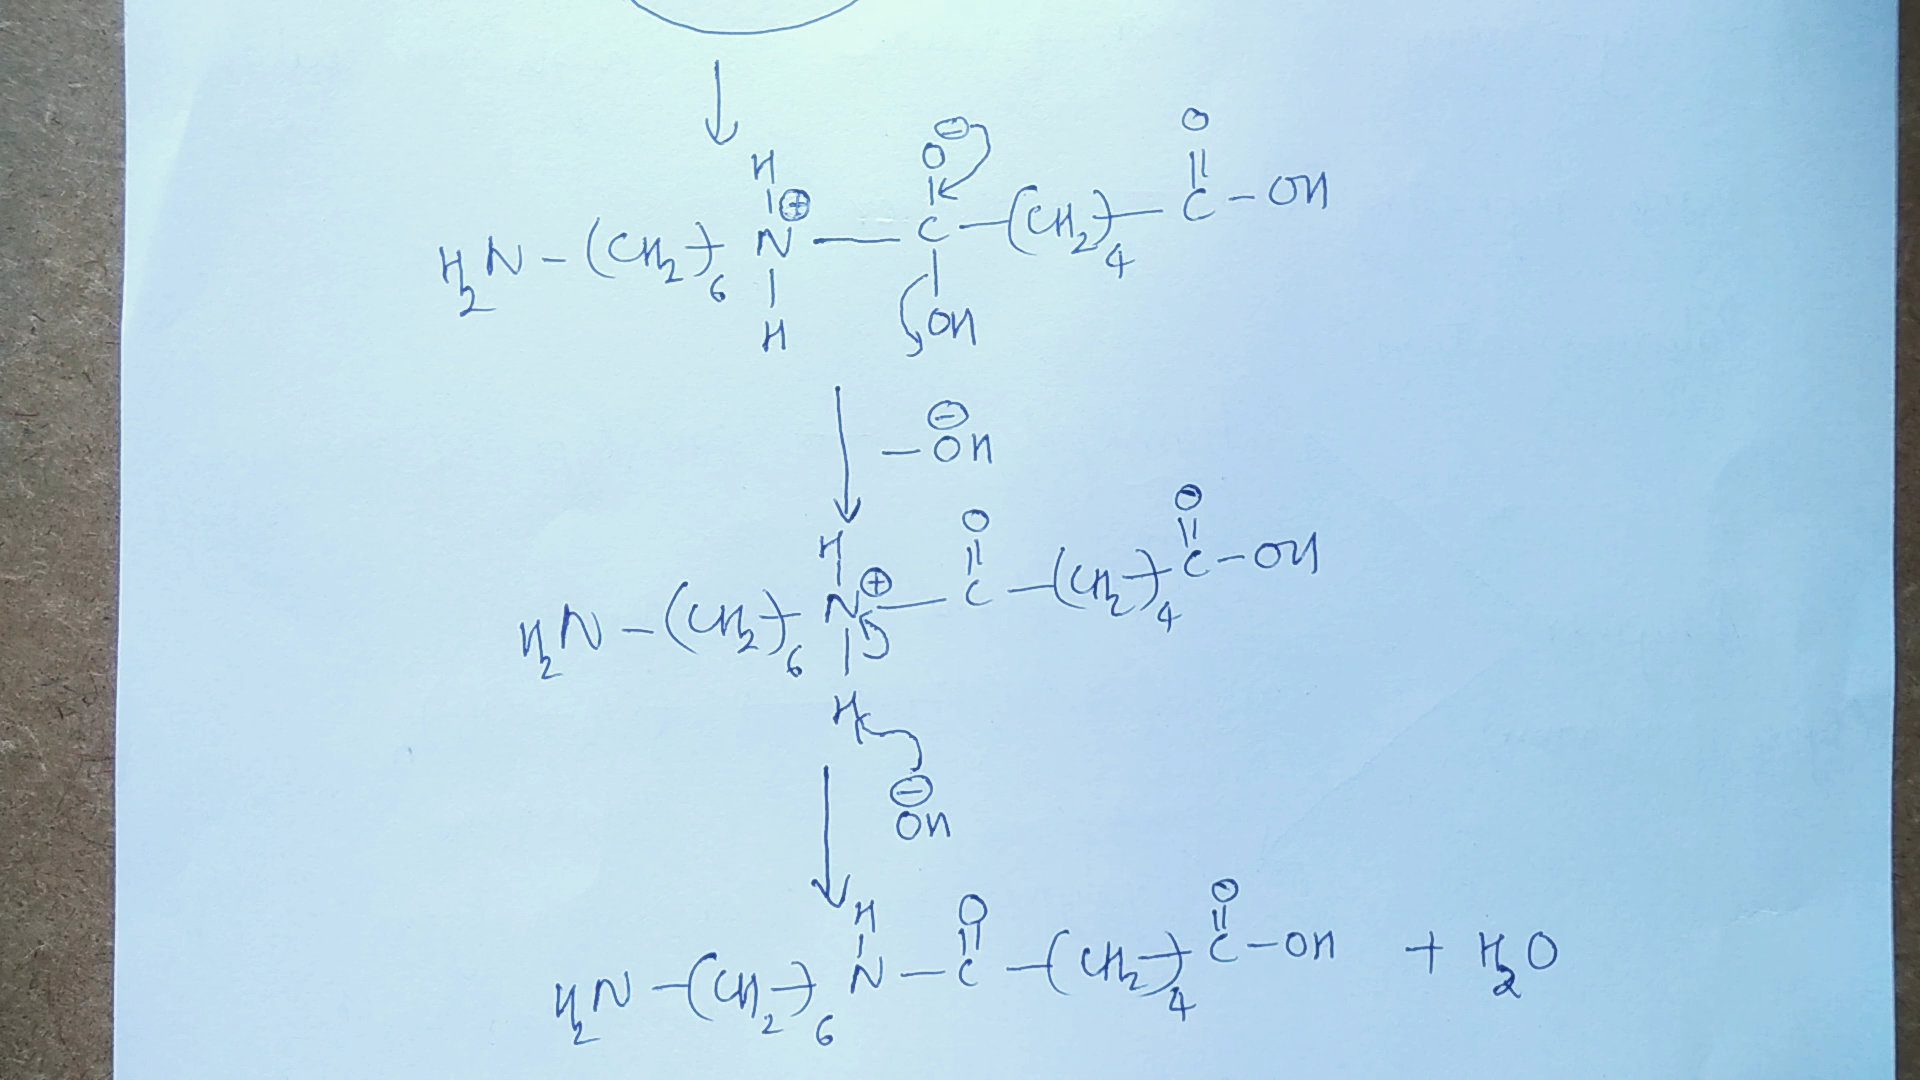 H ⊖ O
⊕ O ||
H₂N-(CH₂)₆ N — C —(CH₂)₄— C - OH
H OH
⊖
-OH
H O O
⊕ || ||
H₂N-(CH₂)₆ N — C —(CH₂)₄ C-OH
H
⊖
OH
H O O
H₂N-(CH₂)₆ N — C —(CH₂)₄ C-OH + H₂O